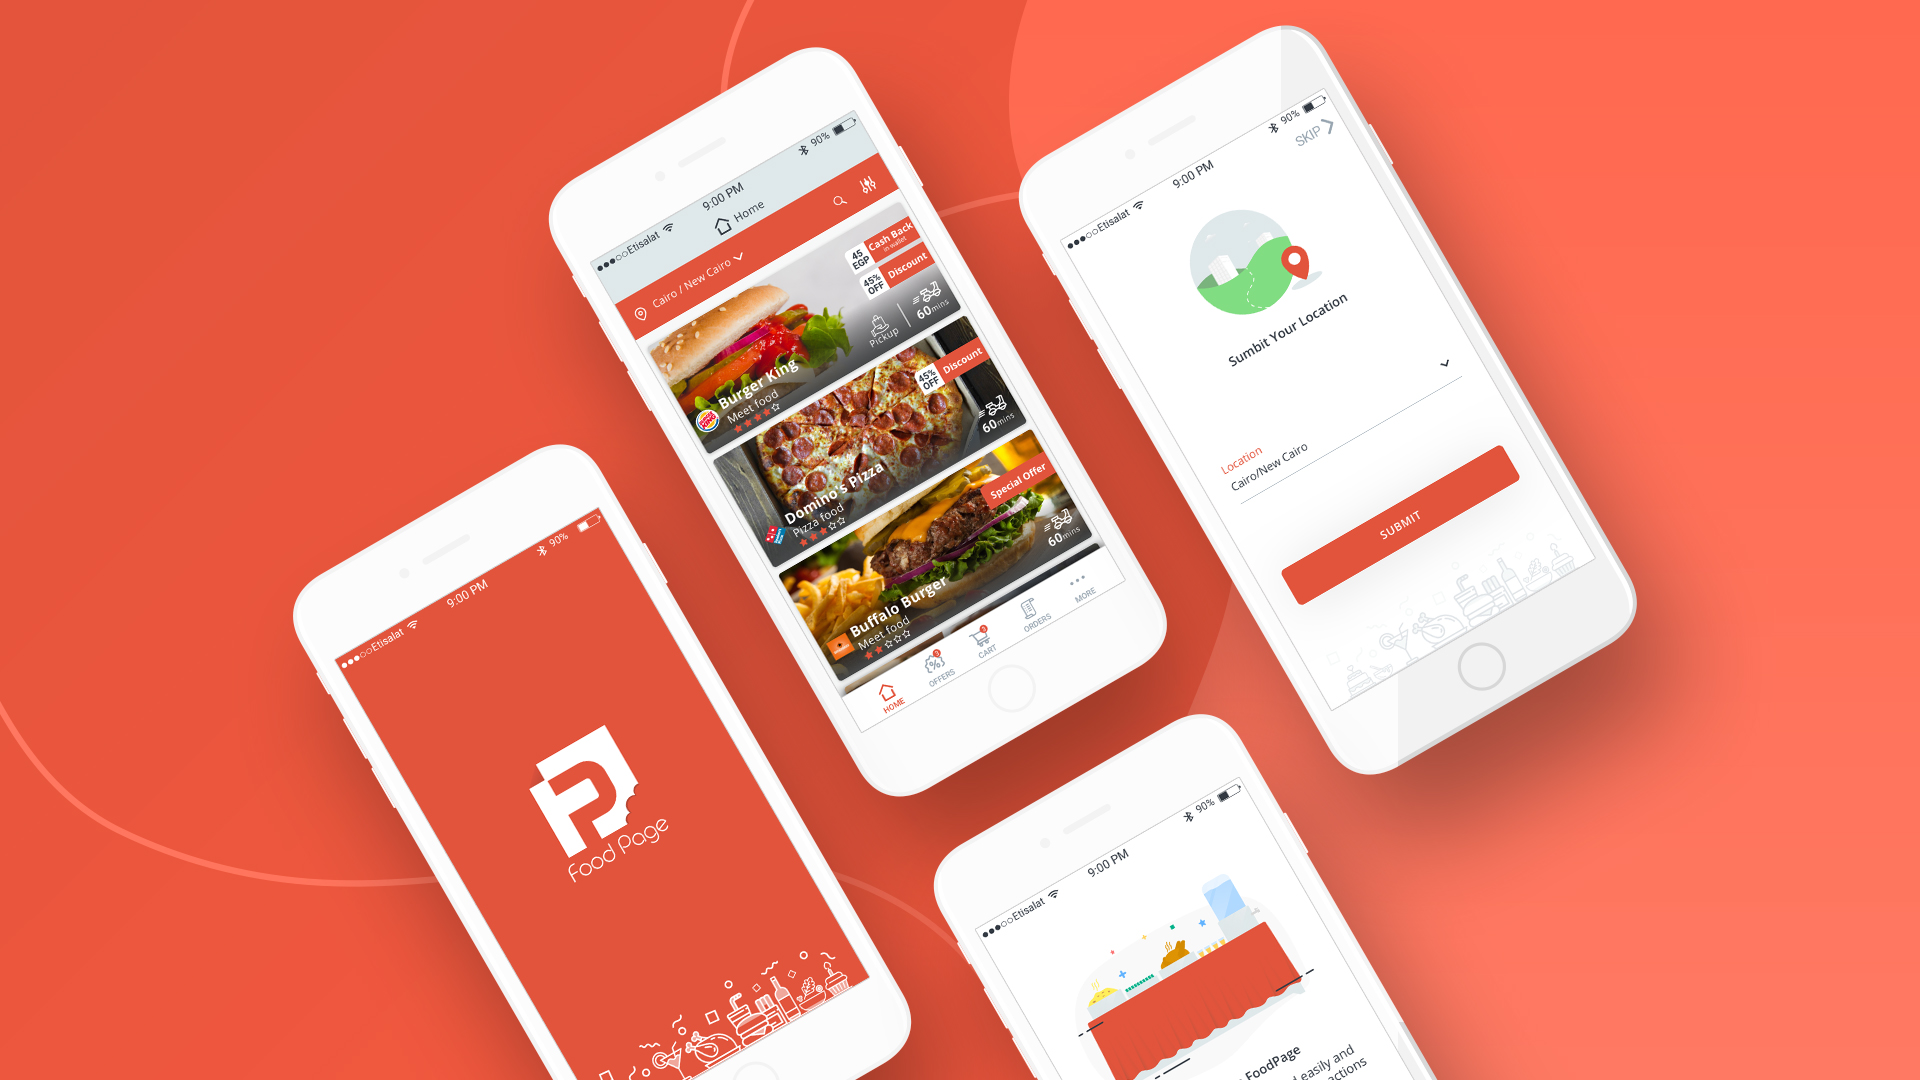 Etisalat
9:00 PM
90%
Food Page
Etisalat
9:00 PM
90%
Home
Cairo / New Cairo
45 EGP
Cash Back
in wallet
45% OFF
Discount
Pickup
60 mins
Burger King
Meet food
45% OFF
Discount
60 mins
Domino's Pizza
Pizza food
Special Offer
60 mins
Buffalo Burger
Meet food
HOME
OFFERS
CART
ORDERS
MORE
Etisalat
9:00 PM
90%
SKIP
Sumbit Your Location
Location
Cairo/New Cairo
SUBMIT
Etisalat
9:00 PM
90%
FoodPage
easily and
ctions